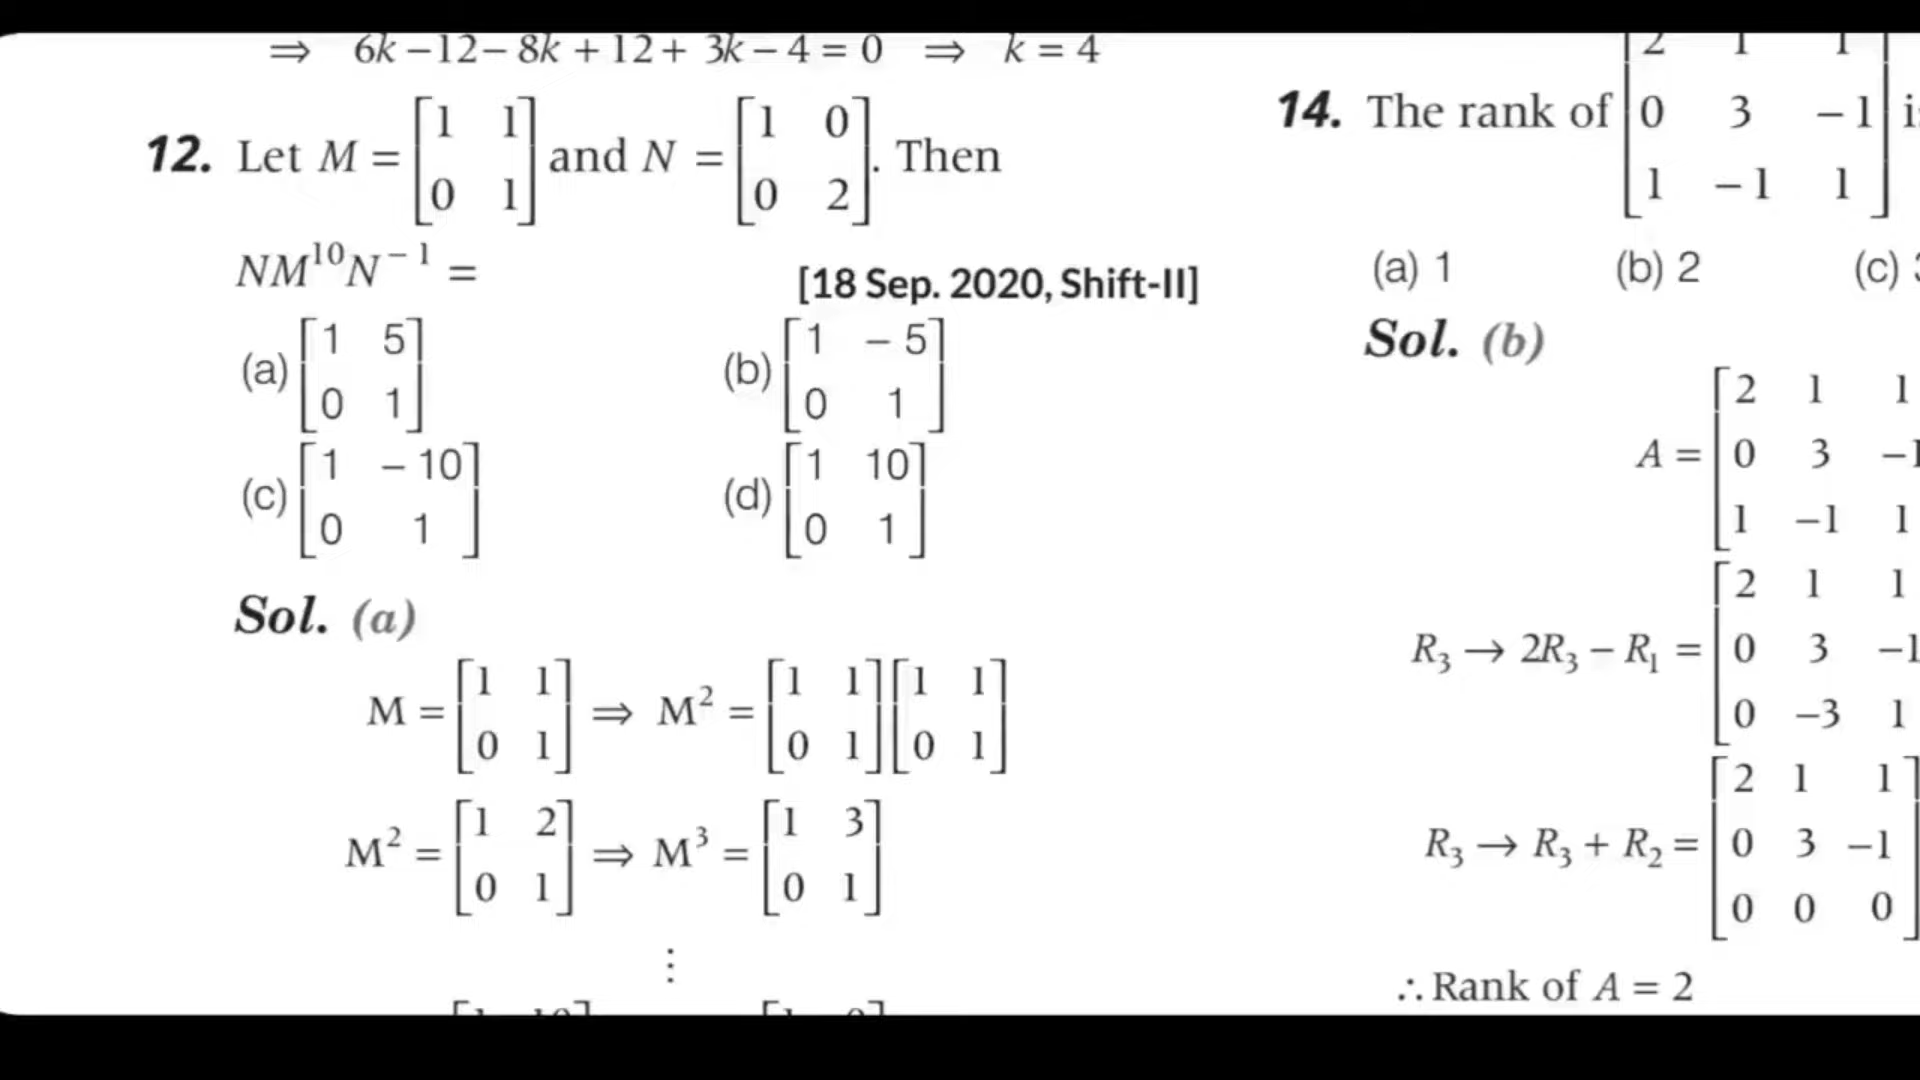 ⇒ 6k – 12 – 8k + 12 + 3k – 4 = 0 ⇒ k = 4
12. Let M = [1 1; 0 1] and N = [1 0; 0 2]. Then
NM¹⁰N⁻¹ =
[18 Sep. 2020, Shift-II]
(a) [1 5; 0 1] (b) [1 – 5; 0 1]
(c) [1 – 10; 0 1] (d) [1 10; 0 1]
Sol. (a)
M = [1 1; 0 1] ⇒ M² = [1 1; 0 1][1 1; 0 1]
M² = [1 2; 0 1] ⇒ M³ = [1 3; 0 1]
⋮
14. The rank of [2 1 1; 0 3 – 1; 1 – 1 1]
(a) 1 (b) 2 (c)
Sol. (b)
A = [2 1 1; 0 3 –1; 1 –1 1]
R₃ → 2R₃ – R₁ = [2 1 1; 0 3 –1; 0 –3 1]
R₃ → R₃ + R₂ = [2 1 1; 0 3 –1; 0 0 0]
∴ Rank of A = 2